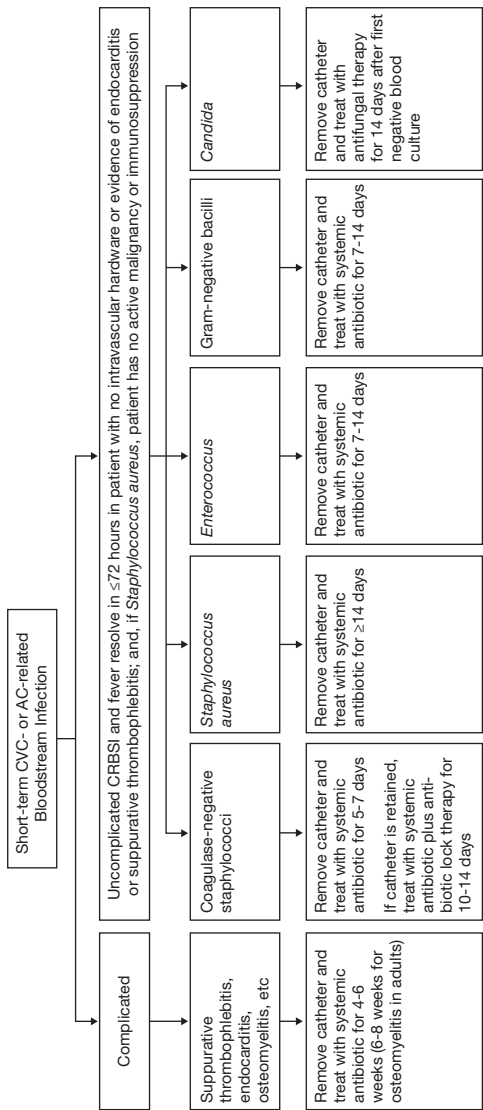 Short-term CVC- or AC-related
Bloodstream Infection
Complicated
Uncomplicated CRBSI and fever resolve in ≤72 hours in patient with no intravascular hardware or evidence of endocarditis
or suppurative thrombophlebitis; and, if Staphylococcus aureus, patient has no active malignancy or immunosuppression
Suppurative
thrombophlebitis,
endocarditis,
osteomyelitis, etc
Coagulase-negative
staphylococci
Staphylococcus
aureus
Enterococcus
Gram-negative bacilli
Candida
Remove catheter and
treat with systemic
antibiotic for 4-6
weeks (6-8 weeks for
osteomyelitis in adults)
Remove catheter and
treat with systemic
antibiotic for 5-7 days
If catheter is retained,
treat with systemic
antibiotic plus anti-
biotic lock therapy for
10-14 days
Remove catheter and
treat with systemic
antibiotic for ≥14 days
Remove catheter and
treat with systemic
antibiotic for 7-14 days
Remove catheter and
treat with systemic
antibiotic for 7-14 days
Remove catheter
and treat with
antifungal therapy
for 14 days after first
negative blood
culture